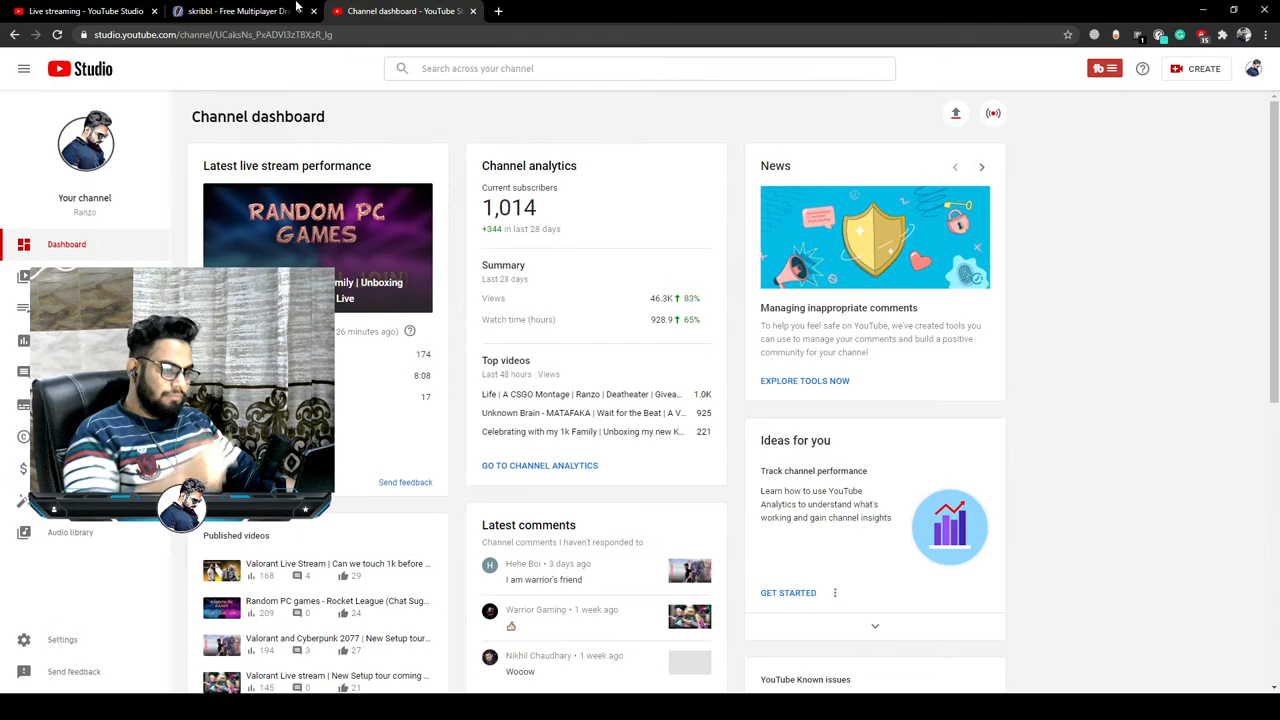 Live streaming - YouTube Studio
skribbl - Free Multiplayer Dra
Channel dashboard - YouTube St
studio.youtube.com/channel/UCaksNs_PxADVl3zTBXzR_lg
15
Studio
Search across your channel
CREATE
Your channel
Ranzo
Dashboard
Audio library
Settings
Send feedback
Channel dashboard
Latest live stream performance
RANDOM PC
GAMES
mily | Unboxing
Live
26 minutes ago)
174
8:08
17
Send feedback
Published videos
Valorant Live Stream | Can we touch 1k before ...
168 4 29
Random PC games - Rocket League (Chat Sug...
209 0 24
Valorant and Cyberpunk 2077 | New Setup tour...
194 3 27
Valorant Live stream | New Setup tour coming ...
145 0 21
Channel analytics
Current subscribers
1,014
+344 in last 28 days
Summary
Last 28 days
Views 46.3K 83%
Watch time (hours) 928.9 65%
Top videos
Last 48 hours · Views
Life | A CSGO Montage | Ranzo | Deatheater | Givea... 1.0K
Unknown Brain - MATAFAKA | Wait for the Beat | A V... 925
Celebrating with my 1k Family | Unboxing my new K... 221
GO TO CHANNEL ANALYTICS
Latest comments
Channel comments I haven't responded to
Hehe Boi • 3 days ago
I am warrior's friend
Warrior Gaming • 1 week ago
Nikhil Chaudhary • 1 week ago
Wooow
News
Managing inappropriate comments
To help you feel safe on YouTube, we've created tools you
can use to manage your comments and build a positive
community for your channel
EXPLORE TOOLS NOW
Ideas for you
Track channel performance
Learn how to use YouTube
Analytics to understand what's
working and gain channel insights
GET STARTED
YouTube Known issues